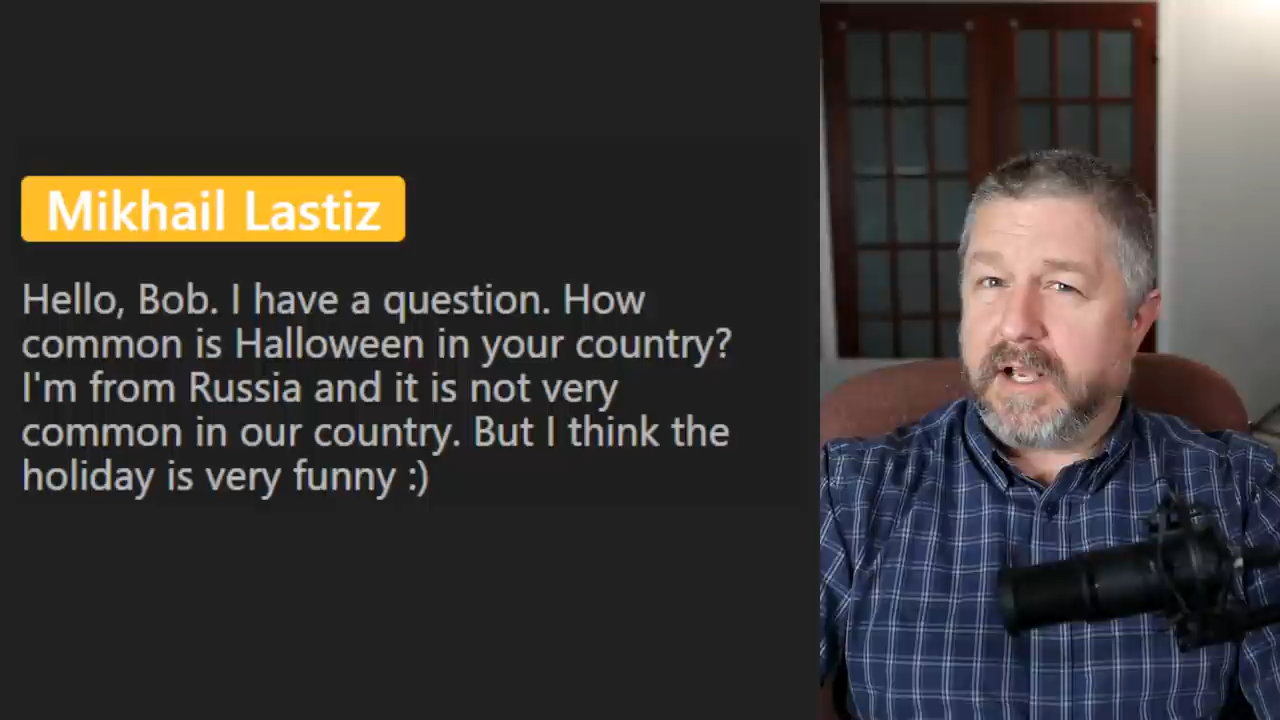 Mikhail Lastiz
Hello, Bob. I have a question. How
common is Halloween in your country?
I'm from Russia and it is not very
common in our country. But I think the
holiday is very funny :)